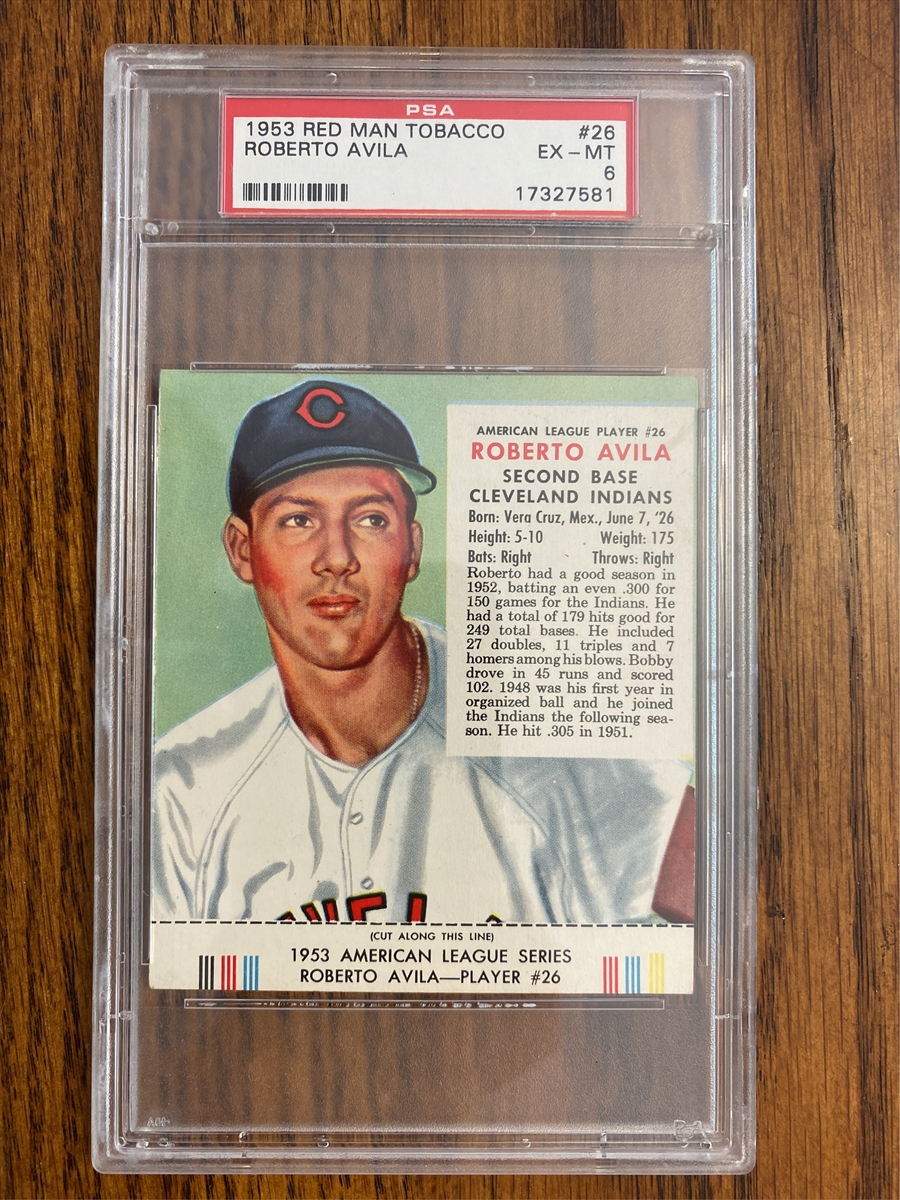 PSA
1953 RED MAN TOBACCO #26
ROBERTO AVILA EX-MT
6
17327581
C
AMERICAN LEAGUE PLAYER #26
ROBERTO AVILA
SECOND BASE
CLEVELAND INDIANS
Born: Vera Cruz, Mex., June 7, '26
Height: 5-10 Weight: 175
Bats: Right Throws: Right
Roberto had a good season in
1952, batting an even .300 for
150 games for the Indians. He
had a total of 179 hits good for
249 total bases. He included
27 doubles, 11 triples and 7
homers among his blows. Bobby
drove in 45 runs and scored
102. 1948 was his first year in
organized ball and he joined
the Indians the following sea-
son. He hit .305 in 1951.
(CUT ALONG THIS LINE)
1953 AMERICAN LEAGUE SERIES
ROBERTO AVILA—PLAYER #26